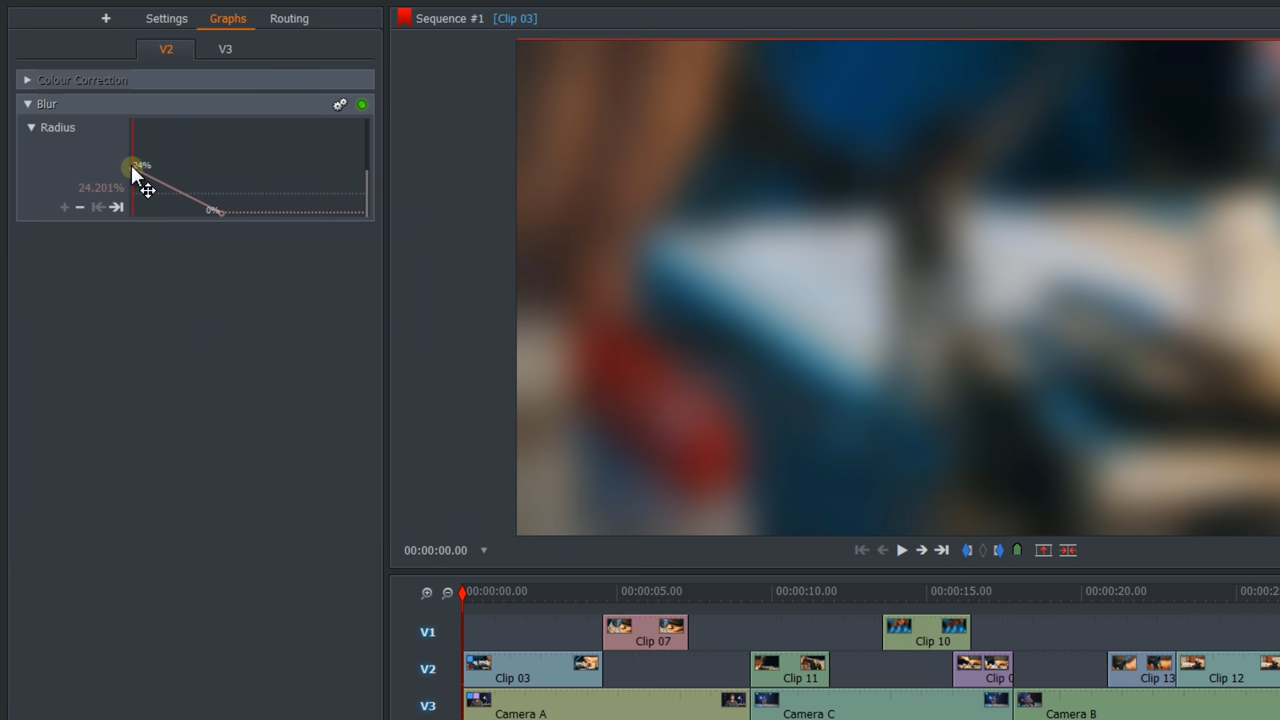 + Settings Graphs Routing
V2 V3
Colour Correction
Blur
Radius
24%
24.201%
0%
Sequence #1 [Clip 03]
00:00:00.00
00:00:00.00 00:00:05.00 00:00:10.00 00:00:15.00 00:00:20.00
V1 Clip 07 Clip 10
V2 Clip 03 Clip 11 Clip 13 Clip 12
V3 Camera A Camera C Camera B